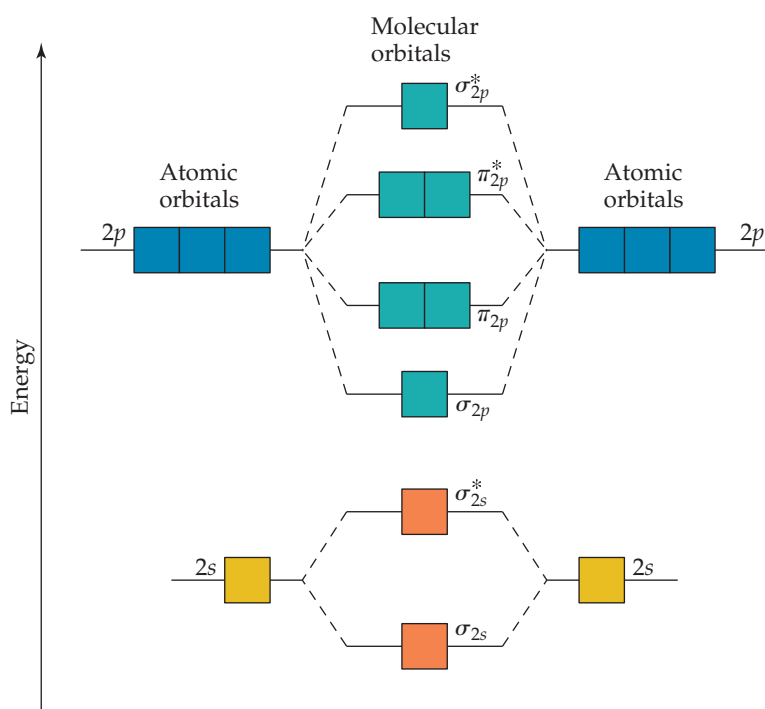 Molecular
orbitals
σ*2p
Atomic
orbitals
π*2p
Atomic
orbitals
2p
2p
π2p
Energy
σ2p
σ*2s
2s
2s
σ2s